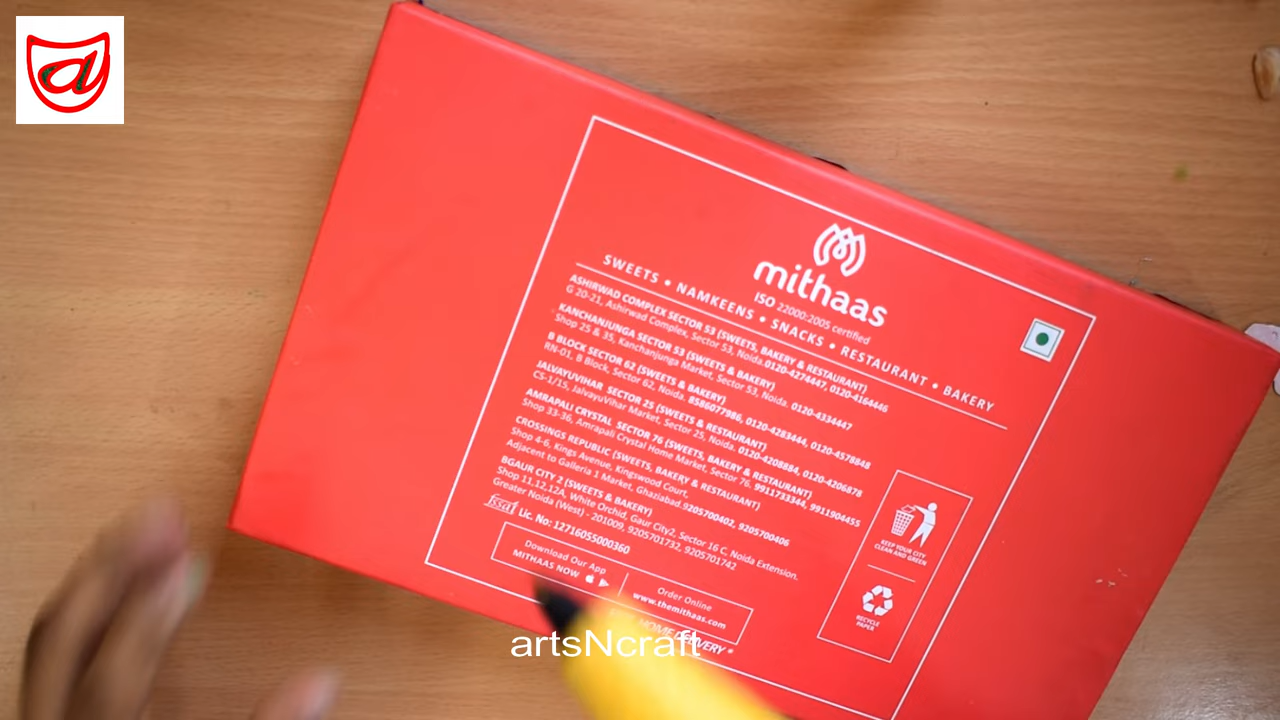 a
mithaas
ISO 22000:2005 certified
SWEETS • NAMKEENS • SNACKS • RESTAURANT • BAKERY
ASHIRWAD COMPLEX SECTOR 53 (SWEETS, BAKERY & RESTAURANT)
G 20-21, Ashirwad Complex, Sector 53, Noida.0120-4274447, 0120-4164446
KANCHANJUNGA SECTOR 53 (SWEETS & BAKERY)
Shop 25 & 35, Kanchanjunga Market, Sector 53, Noida. 0120-4334447
B BLOCK SECTOR 62 (SWEETS & BAKERY)
RN-01, B Block, Sector 62, Noida. 8586077986, 0120-4283444, 0120-4578848
JALVAYUVIHAR SECTOR 25 (SWEETS & RESTAURANT)
CS-1/15, JalvayuVihar Market, Sector 25, Noida. 0120-4208884, 0120-4206878
AMRAPALI CRYSTAL SECTOR 76 (SWEETS, BAKERY & RESTAURANT)
Shop 33-36, Amrapali Crystal Home Market, Sector 76. 9911733344, 9911904455
CROSSINGS REPUBLIC (SWEETS, BAKERY & RESTAURANT)
Shop 4-6, Kings Avenue, Kingswood Court,
Adjacent to Galleria 1 Market, Ghaziabad.9205700402, 9205700406
BGAUR CITY 2 (SWEETS & BAKERY)
Shop 11,12,12A, White Orchid, Gaur City2, Sector 16 C, Noida Extension.
Greater Noida (West) - 201009, 9205701732, 9205701742
fssai Lic. No: 12716055000360
Download Our App
MITHAAS NOW
Order Online
www.themithaas.com
HOME DELIVERY *
KEEP YOUR CITY
CLEAN AND GREEN
RECYCLE
PAPER
artsNcraft